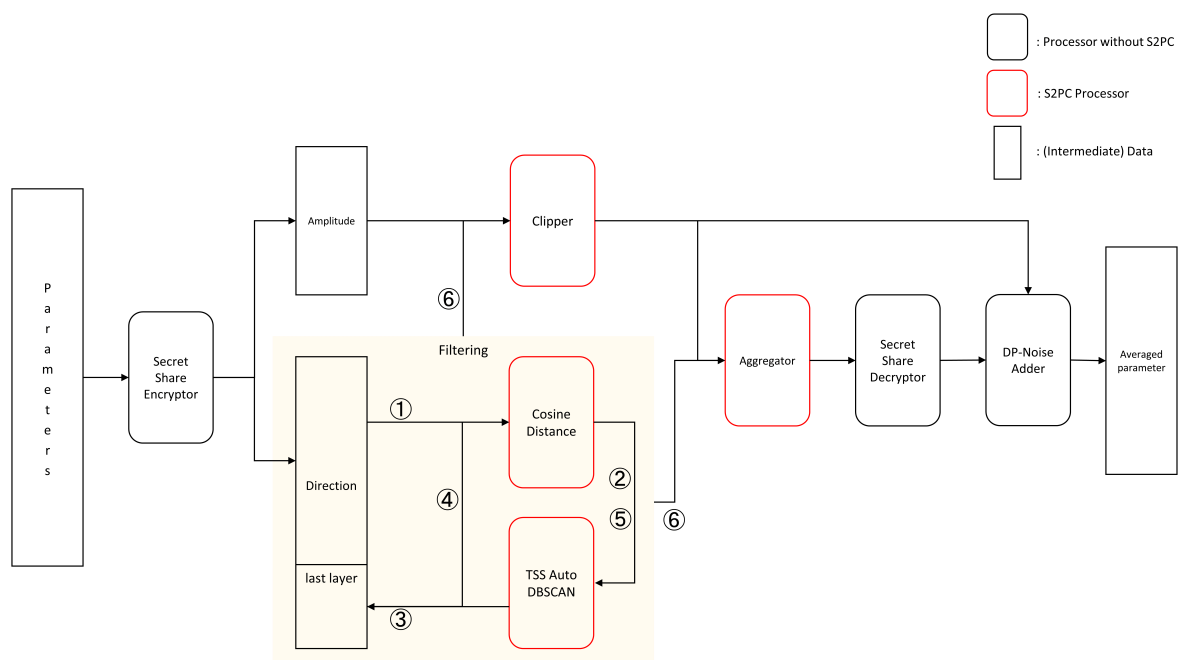 : Processor without S2PC
: S2PC Processor
: (Intermediate) Data
Parameters
Secret
Share
Encryptor
Amplitude
Clipper
⑥
Filtering
①
Cosine
Distance
②
④
Direction
⑤
⑥
last layer
TSS Auto
DBSCAN
③
Aggregator
Secret
Share
Decryptor
DP-Noise
Adder
Averaged
parameter